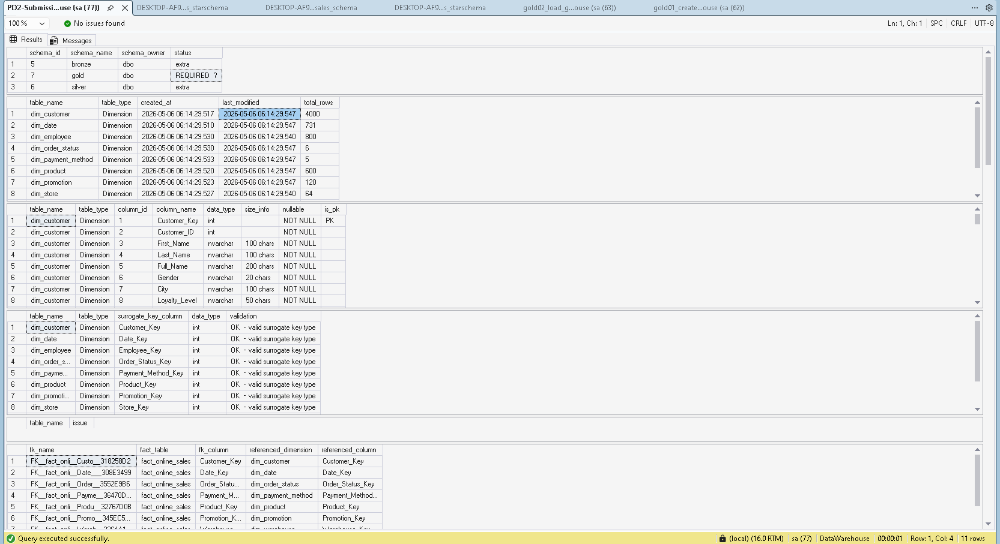 PD2-Submissi...use (sa (77)) DESKTOP-AF9...s_starschema DESKTOP-AF9...sales_schema DESKTOP-AF9...s_starschema gold02_load_g...ouse (sa (63)) gold01_create...ouse (sa (62))
100 % No issues found Ln: 1, Ch: 1 SPC CRLF UTF-8
Results Messages
schema_id schema_name schema_owner status
1 5 bronze dbo extra
2 7 gold dbo REQUIRED ?
3 6 silver dbo extra
table_name table_type created_at last_modified total_rows
1 dim_customer Dimension 2026-05-06 06:14:29.517 2026-05-06 06:14:29.547 4000
2 dim_date Dimension 2026-05-06 06:14:29.510 2026-05-06 06:14:29.547 731
3 dim_employee Dimension 2026-05-06 06:14:29.530 2026-05-06 06:14:29.540 800
4 dim_order_status Dimension 2026-05-06 06:14:29.530 2026-05-06 06:14:29.547 6
5 dim_payment_method Dimension 2026-05-06 06:14:29.533 2026-05-06 06:14:29.547 5
6 dim_product Dimension 2026-05-06 06:14:29.520 2026-05-06 06:14:29.547 600
7 dim_promotion Dimension 2026-05-06 06:14:29.523 2026-05-06 06:14:29.547 120
8 dim_store Dimension 2026-05-06 06:14:29.527 2026-05-06 06:14:29.540 64
table_name table_type column_id column_name data_type size_info nullable is_pk
1 dim_customer Dimension 1 Customer_Key int NOT NULL PK
2 dim_customer Dimension 2 Customer_ID int NOT NULL
3 dim_customer Dimension 3 First_Name nvarchar 100 chars NOT NULL
4 dim_customer Dimension 4 Last_Name nvarchar 100 chars NOT NULL
5 dim_customer Dimension 5 Full_Name nvarchar 200 chars NOT NULL
6 dim_customer Dimension 6 Gender nvarchar 20 chars NOT NULL
7 dim_customer Dimension 7 City nvarchar 100 chars NOT NULL
8 dim_customer Dimension 8 Loyalty_Level nvarchar 50 chars NOT NULL
table_name table_type surrogate_key_column data_type validation
1 dim_customer Dimension Customer_Key int OK - valid surrogate key type
2 dim_date Dimension Date_Key int OK - valid surrogate key type
3 dim_employee Dimension Employee_Key int OK - valid surrogate key type
4 dim_order_s... Dimension Order_Status_Key int OK - valid surrogate key type
5 dim_payme... Dimension Payment_Method_Key int OK - valid surrogate key type
6 dim_product Dimension Product_Key int OK - valid surrogate key type
7 dim_promoti... Dimension Promotion_Key int OK - valid surrogate key type
8 dim_store Dimension Store_Key int OK - valid surrogate key type
table_name issue
fk_name fact_table fk_column referenced_dimension referenced_column
1 FK__fact_onli__Custo__318258D2 fact_online_sales Customer_Key dim_customer Customer_Key
2 FK__fact_onli__Date___308E3499 fact_online_sales Date_Key dim_date Date_Key
3 FK__fact_onli__Order__3552E9B6 fact_online_sales Order_Statu... dim_order_status Order_Status_Key
4 FK__fact_onli__Payme__36470D... fact_online_sales Payment_M... dim_payment_method Payment_Method...
5 FK__fact_onli__Produ__32767D0B fact_online_sales Product_Key dim_product Product_Key
6 FK__fact_onli__Promo__345EC5... fact_online_sales Promotion_K... dim_promotion Promotion_Key
Query executed successfully. (local) (16.0 RTM) sa (77) DataWarehouse 00:00:01 Row: 1, Col: 4 11 rows